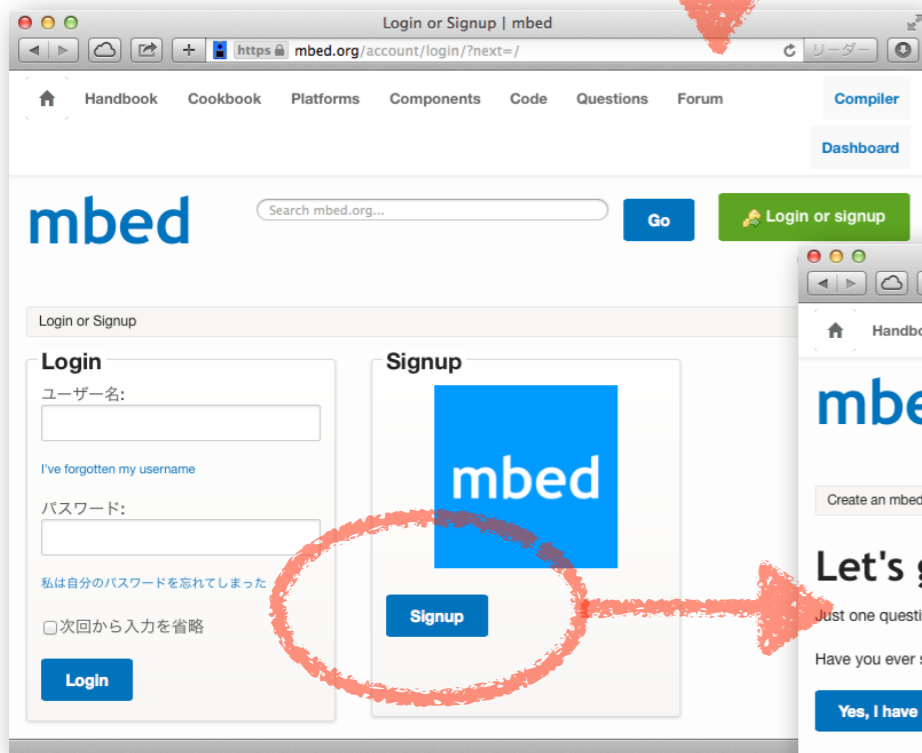 Login or Signup | mbed
https mbed.org/account/login/?next=/
リーダー
Handbook Cookbook Platforms Components Code Questions Forum
Compiler
Dashboard
mbed
Search mbed.org...
Go
Login or signup
Login or Signup
Login
ユーザー名:
I've forgotten my username
パスワード:
私は自分のパスワードを忘れてしまった
次回から入力を省略
Login
Signup
mbed
Signup
Handbo
mbe
Create an mbed
Let's g
Just one questi
Have you ever s
Yes, I have